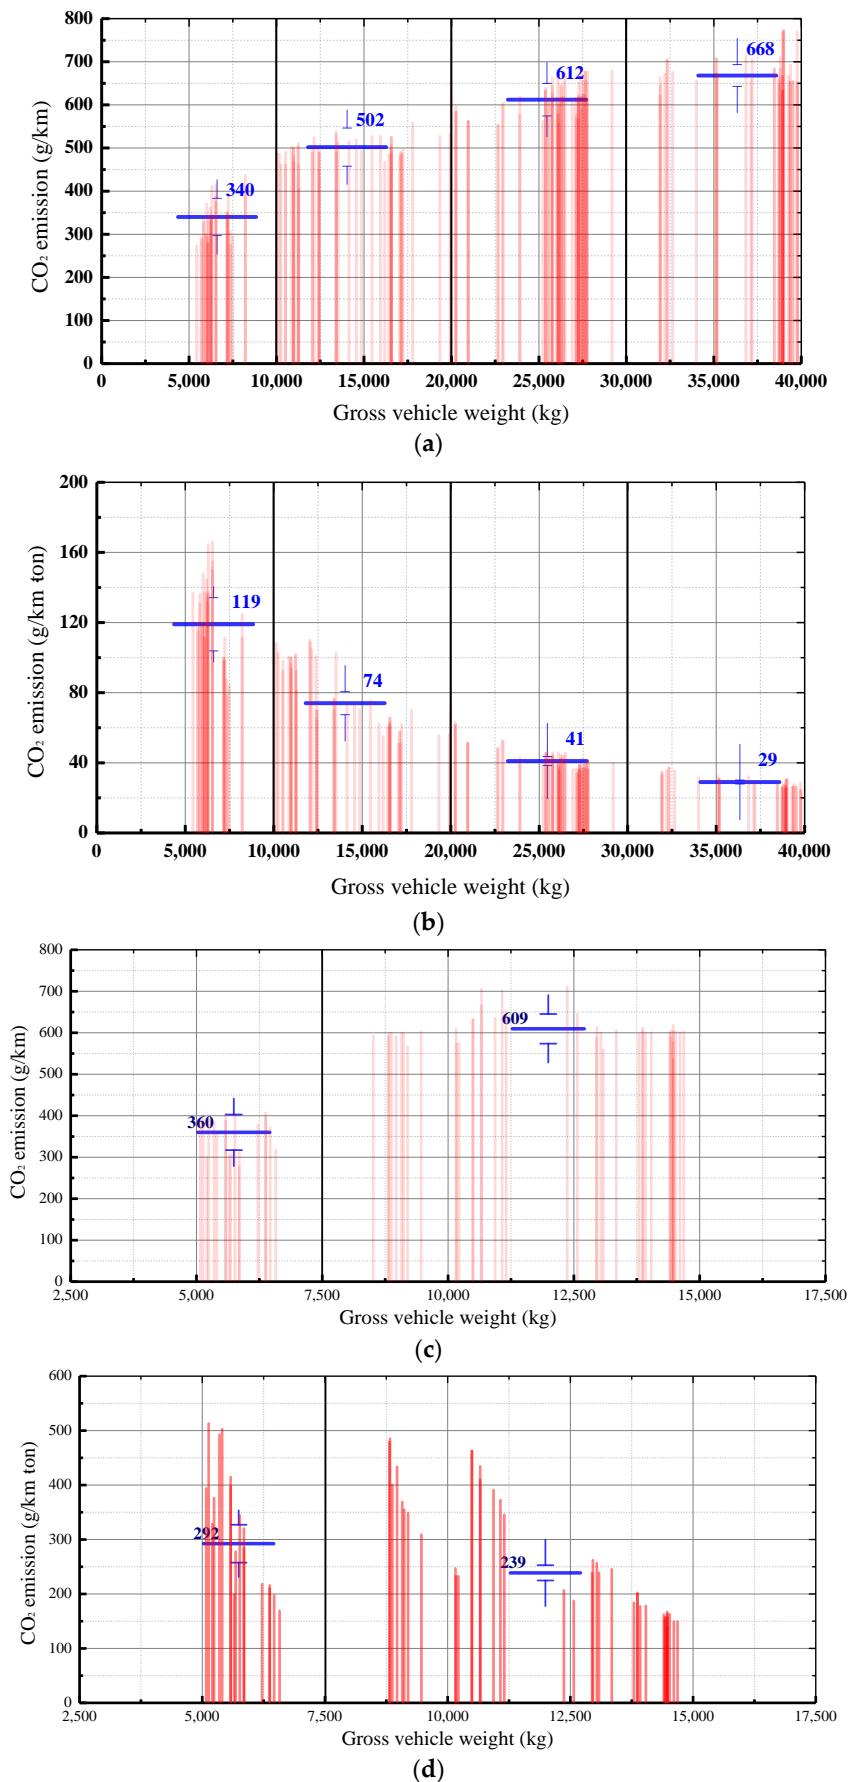 800
700
600
500
400
300
200
100
0
CO₂ emission (g/km)
340
502
612
668
0 5,000 10,000 15,000 20,000 25,000 30,000 35,000 40,000
Gross vehicle weight (kg)
(a)
200
160
120
80
40
0
CO₂ emission (g/km ton)
119
74
41
29
0 5,000 10,000 15,000 20,000 25,000 30,000 35,000 40,000
Gross vehicle weight (kg)
(b)
800
700
600
500
400
300
200
100
0
CO₂ emission (g/km)
360
609
2,500 5,000 7,500 10,000 12,500 15,000 17,500
Gross vehicle weight (kg)
(c)
600
500
400
300
200
100
0
CO₂ emission (g/km ton)
292
239
2,500 5,000 7,500 10,000 12,500 15,000 17,500
Gross vehicle weight (kg)
(d)